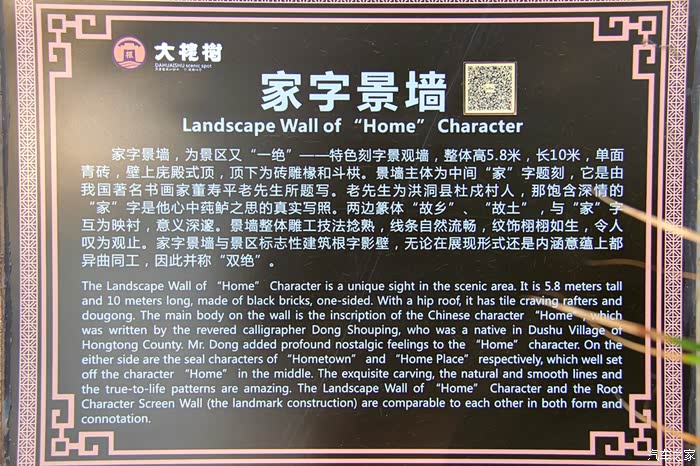 大槐树
DAHUAISHU scenic spot
家字景墙
Landscape Wall of “Home” Character
家字景墙，为景区又“一绝”——特色刻字景观墙，整体高5.8米，长10米，单面
青砖，壁上庑殿式顶，顶下为砖雕椽和斗栱。景墙主体为中间“家”字题刻，它是由
我国著名书画家董寿平老先生所题写。老先生为洪洞县杜戍村人，那饱含深情的
“家”字是他心中莼鲈之思的真实写照。两边篆体“故乡”、“故土”，与“家”字
互为映衬，意义深邃。景墙整体雕工技法捻熟，线条自然流畅，纹饰栩栩如生，令人
叹为观止。家字景墙与景区标志性建筑根字影壁，无论在展现形式还是内涵意蕴上都
异曲同工，因此并称“双绝”。
The Landscape Wall of “Home” Character is a unique sight in the scenic area. It is 5.8 meters tall
and 10 meters long, made of black bricks, one-sided. With a hip roof, it has tile craving rafters and
dougong. The main body on the wall is the inscription of the Chinese character “Home”, which
was written by the revered calligrapher Dong Shouping, who was a native in Dushu Village of
Hongtong County. Mr. Dong added profound nostalgic feelings to the “Home” character. On the
either side are the seal characters of “Hometown” and “Home Place” respectively, which well set
off the character “Home” in the middle. The exquisite carving, the natural and smooth lines and
the true-to-life patterns are amazing. The Landscape Wall of “Home” Character and the Root
Character Screen Wall (the landmark construction) are comparable to each other in both form and
connotation.
汽车之家